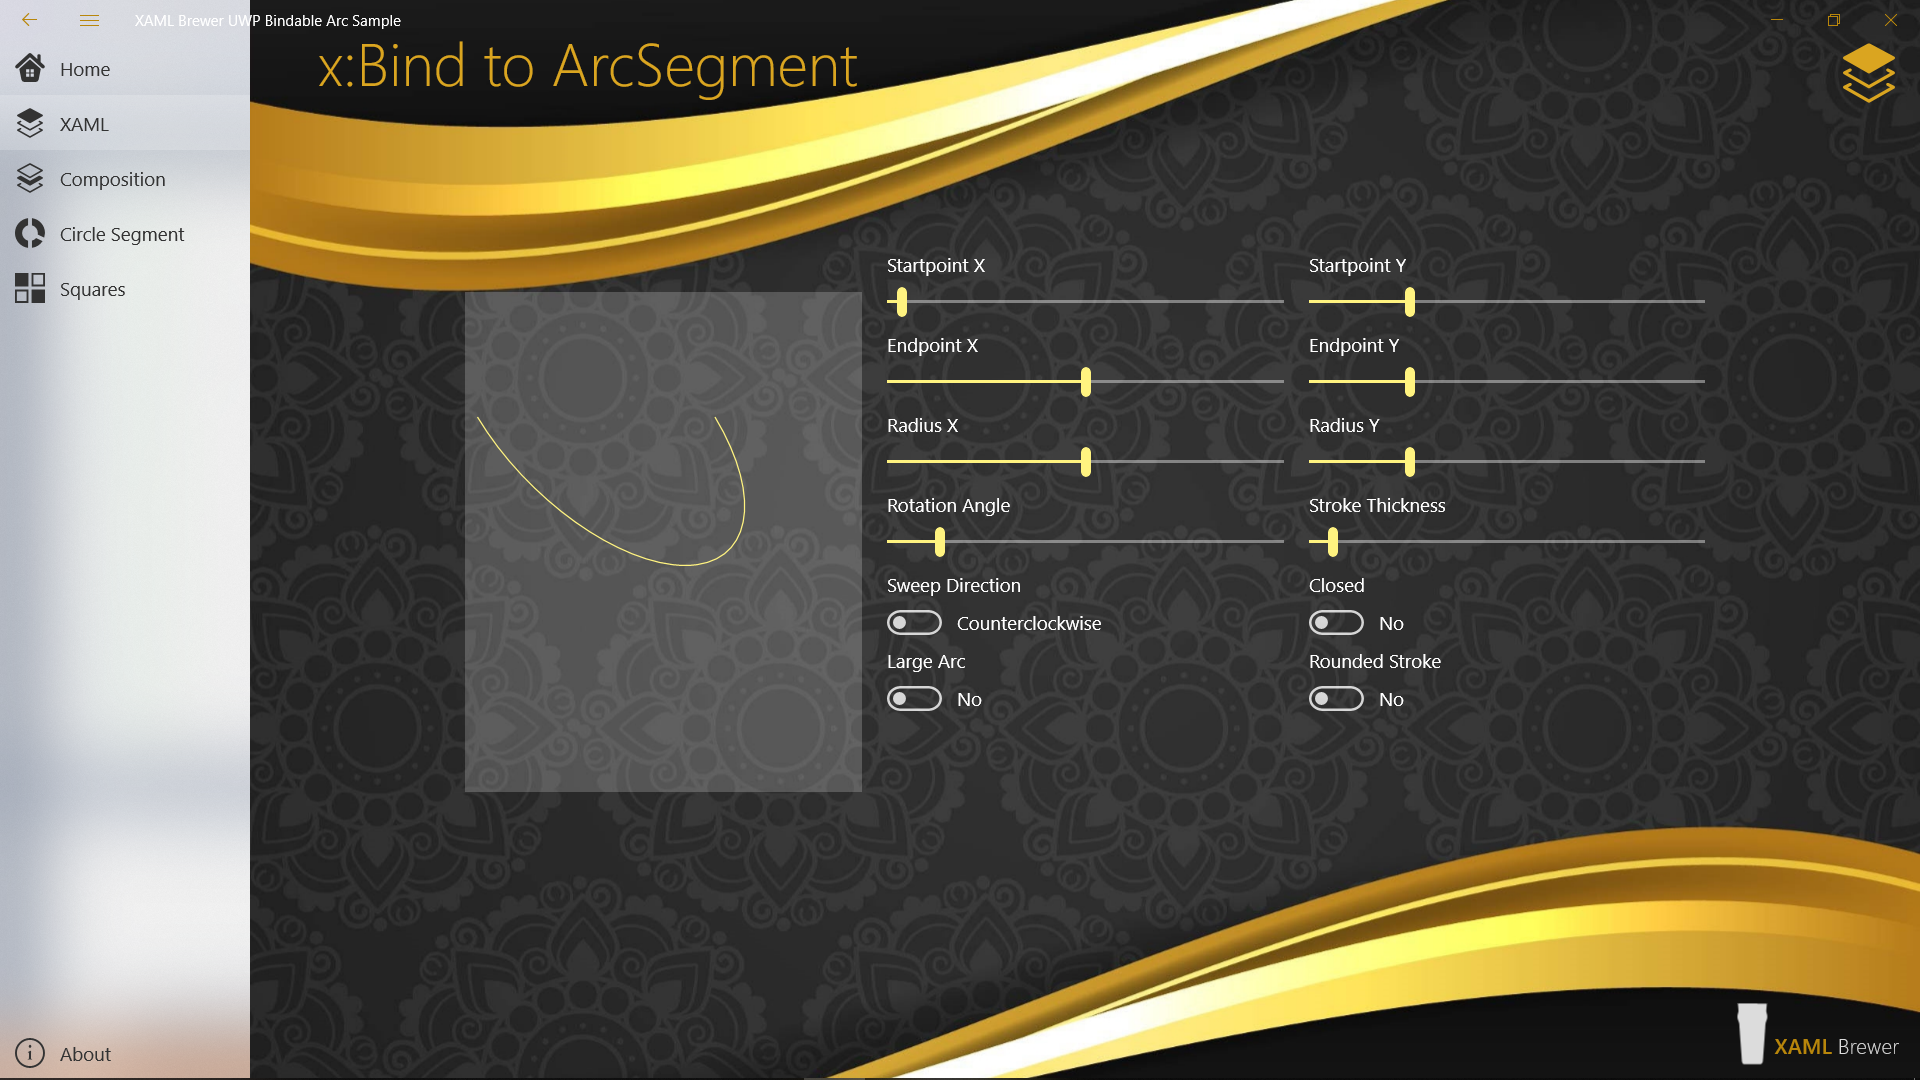 XAML Brewer UWP Bindable Arc Sample
x:Bind to ArcSegment
Home
XAML
Composition
Circle Segment
Squares
About
Startpoint X
Startpoint Y
Endpoint X
Endpoint Y
Radius X
Radius Y
Rotation Angle
Stroke Thickness
Sweep Direction
Closed
Counterclockwise
No
Large Arc
Rounded Stroke
No
No
XAML Brewer